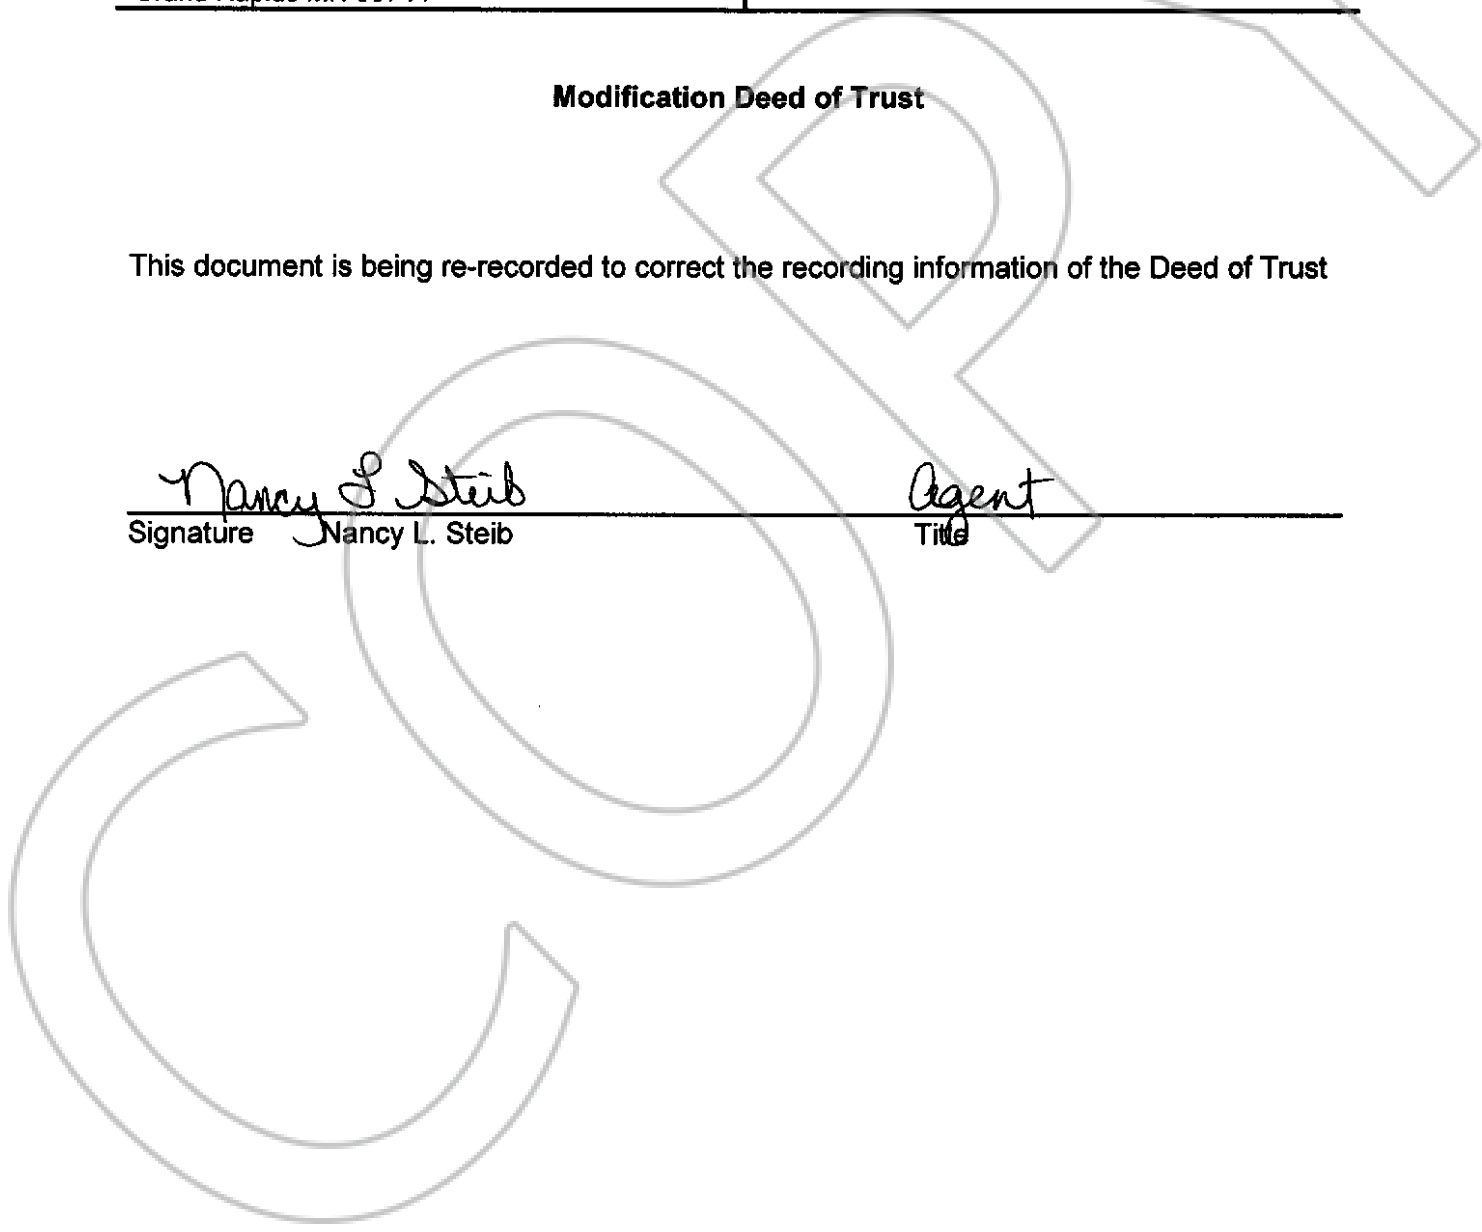 Modification Deed of Trust
This document is being re-recorded to correct the recording information of the Deed of Trust
Nancy L Steib Agent
Signature Nancy L. Steib Title
COPY